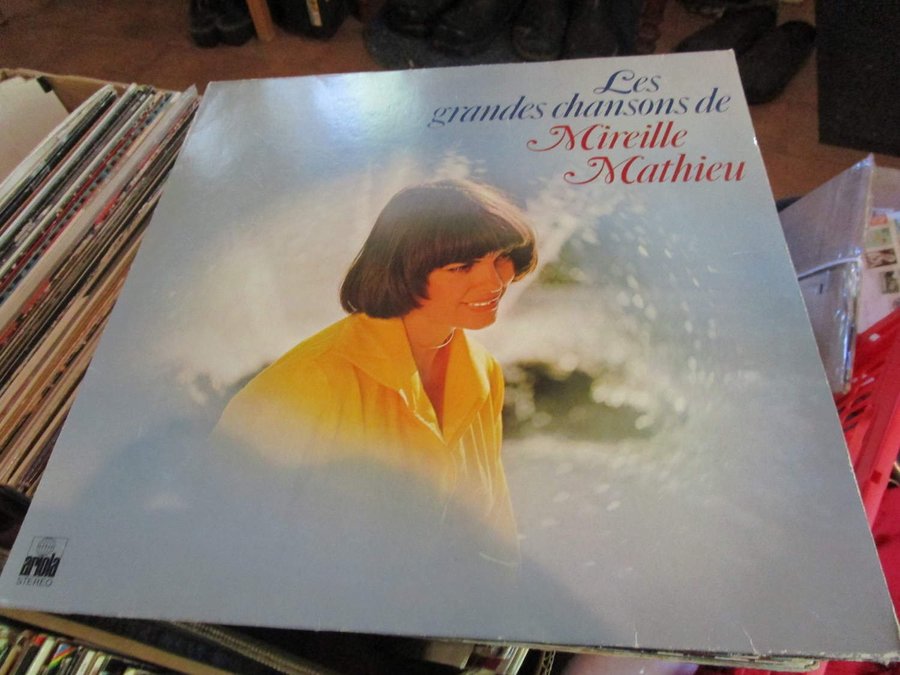 Les
grandes chansons de
Mireille
Mathieu
ariola
STEREO